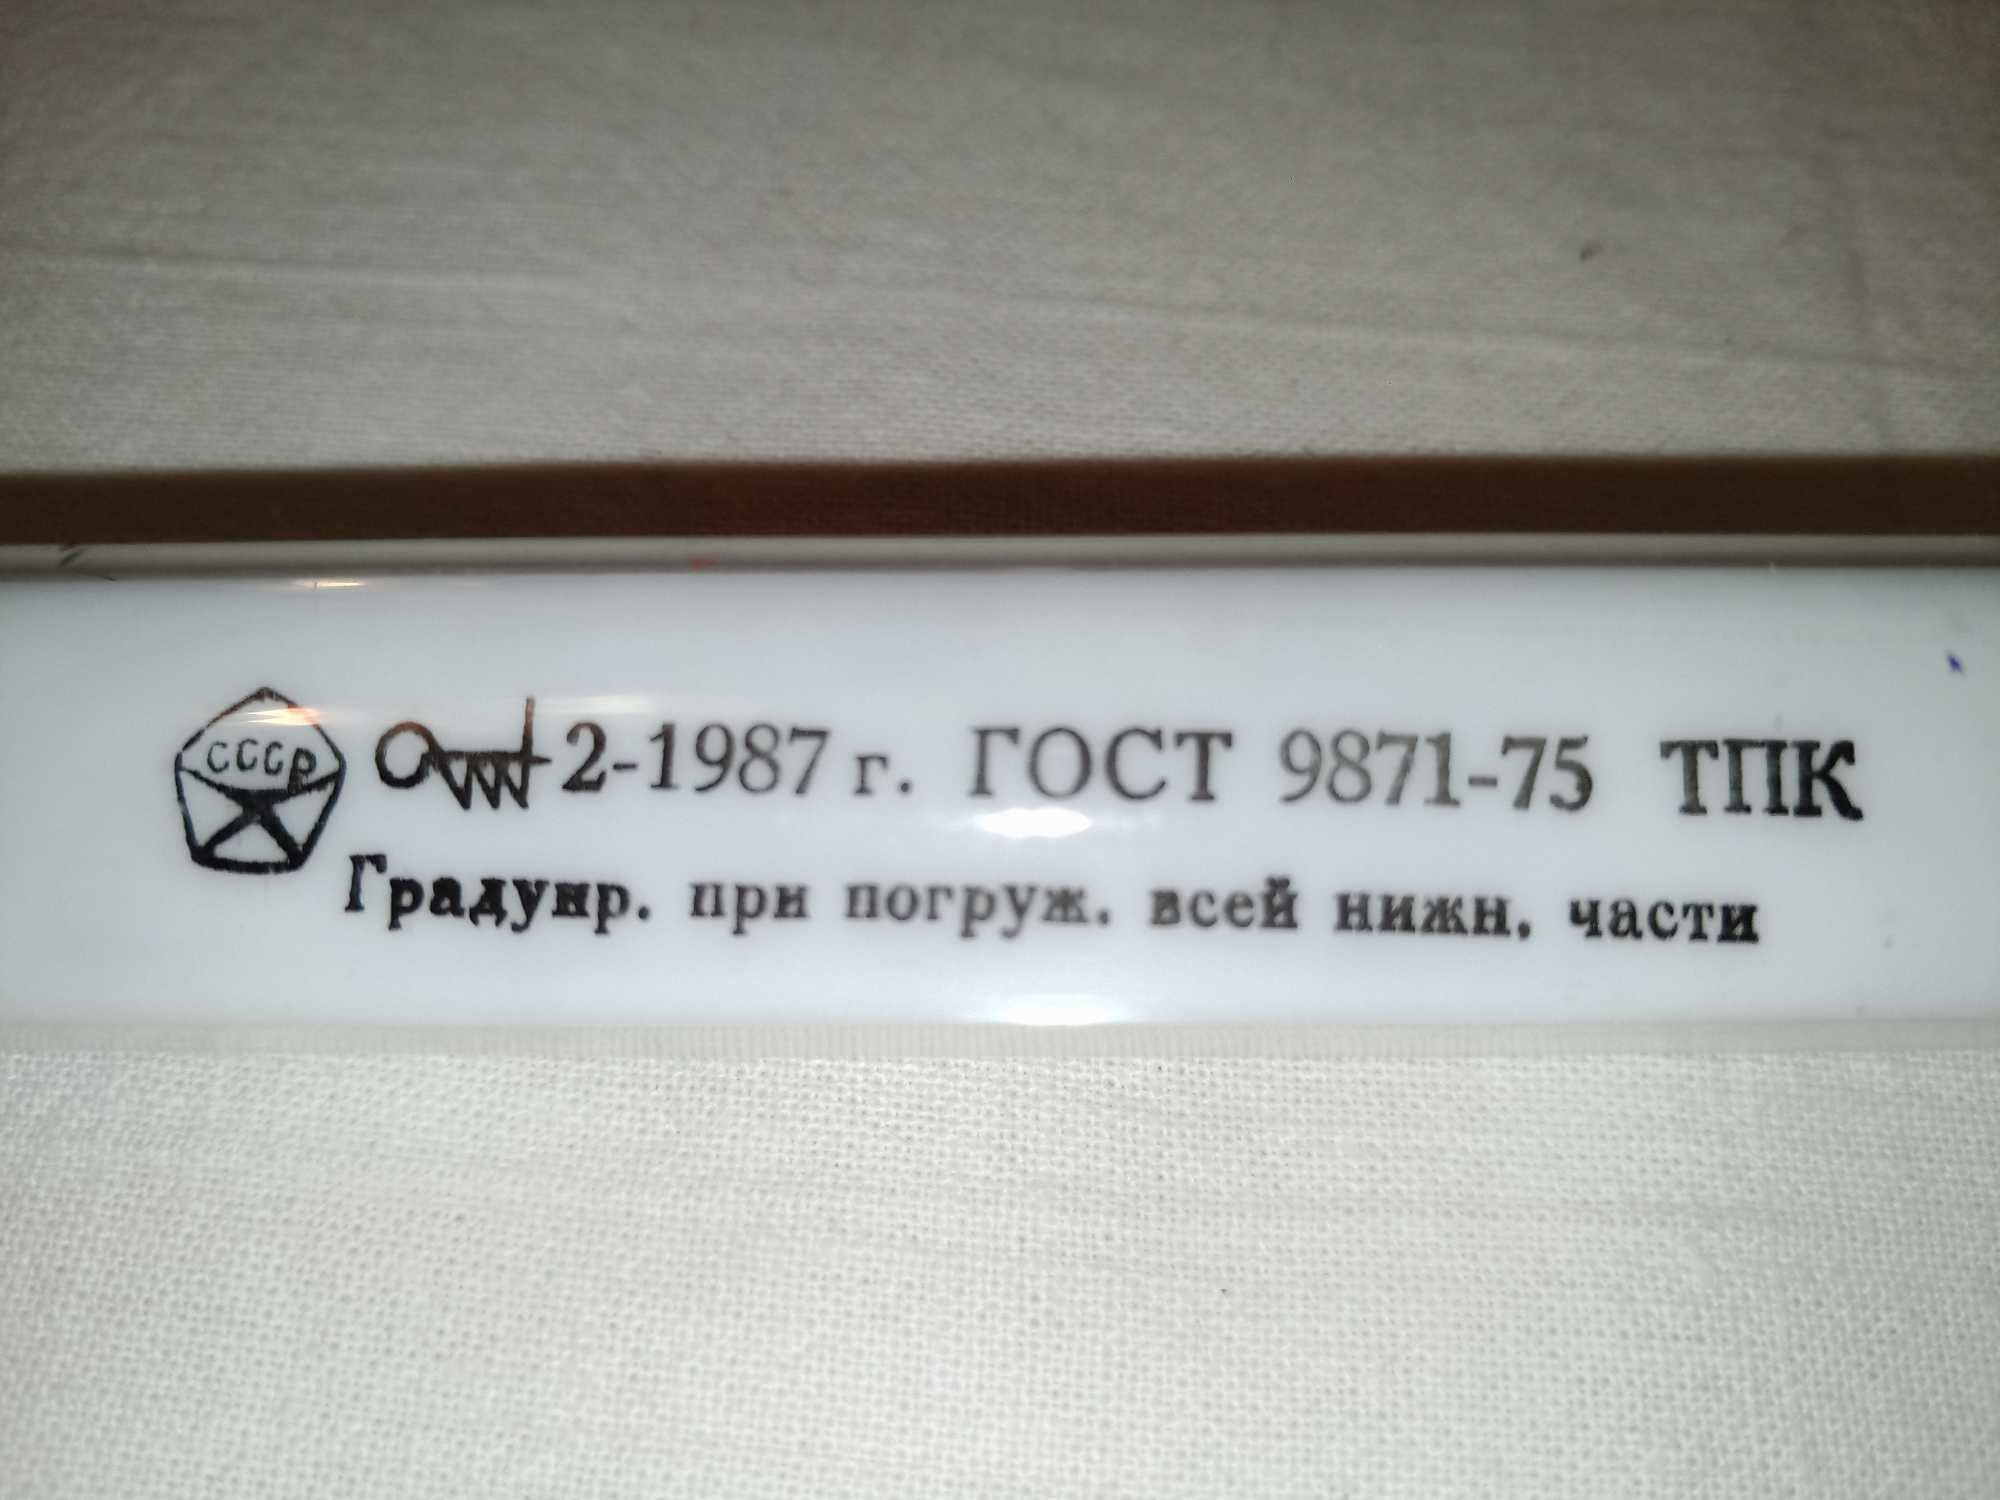 СССР 2-1987 г. ГОСТ 9871-75 ТПК
Градуир. при погруж. всей нижн. части